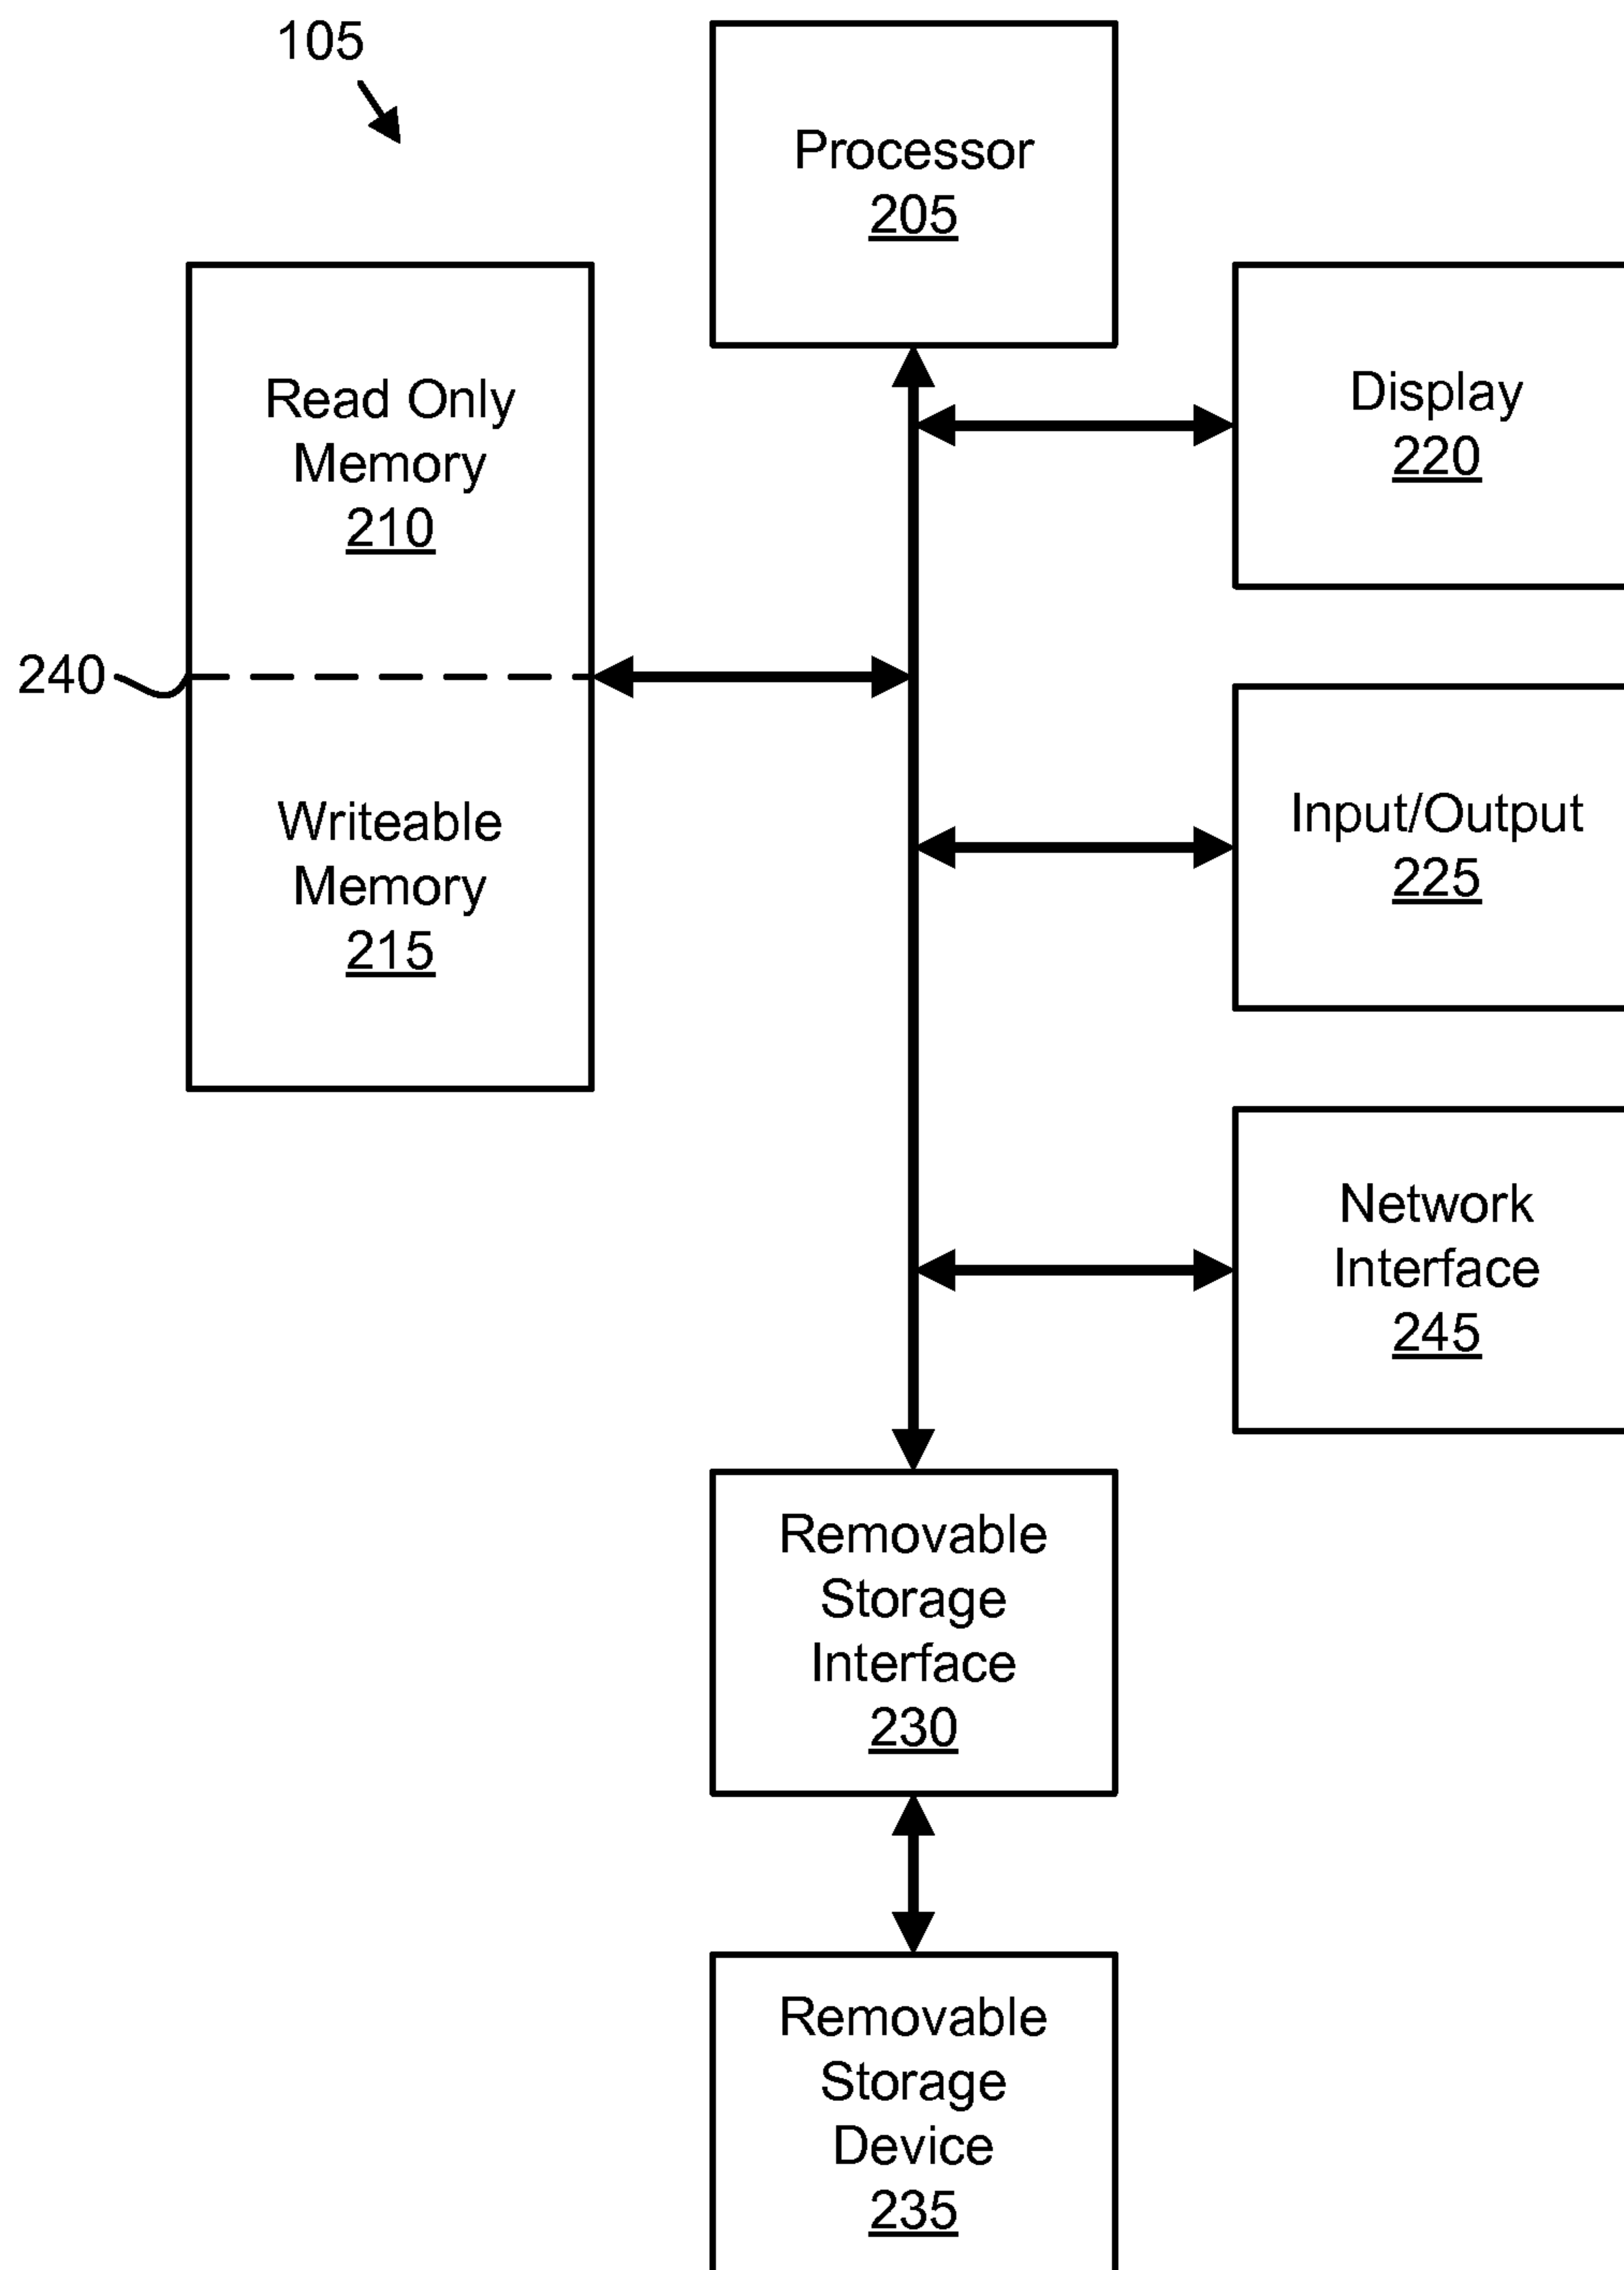 105
Processor
205
Read Only
Memory
210
Display
220
240
Writeable
Memory
215
Input/Output
225
Network
Interface
245
Removable
Storage
Interface
230
Removable
Storage
Device
235